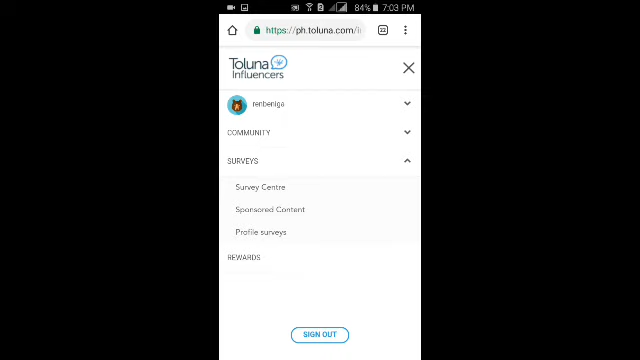 84% 7:03 PM
https://ph.toluna.com/
Toluna
Influencers
renbeniga
COMMUNITY
SURVEYS
Survey Centre
Sponsored Content
Profile surveys
REWARDS
SIGN OUT